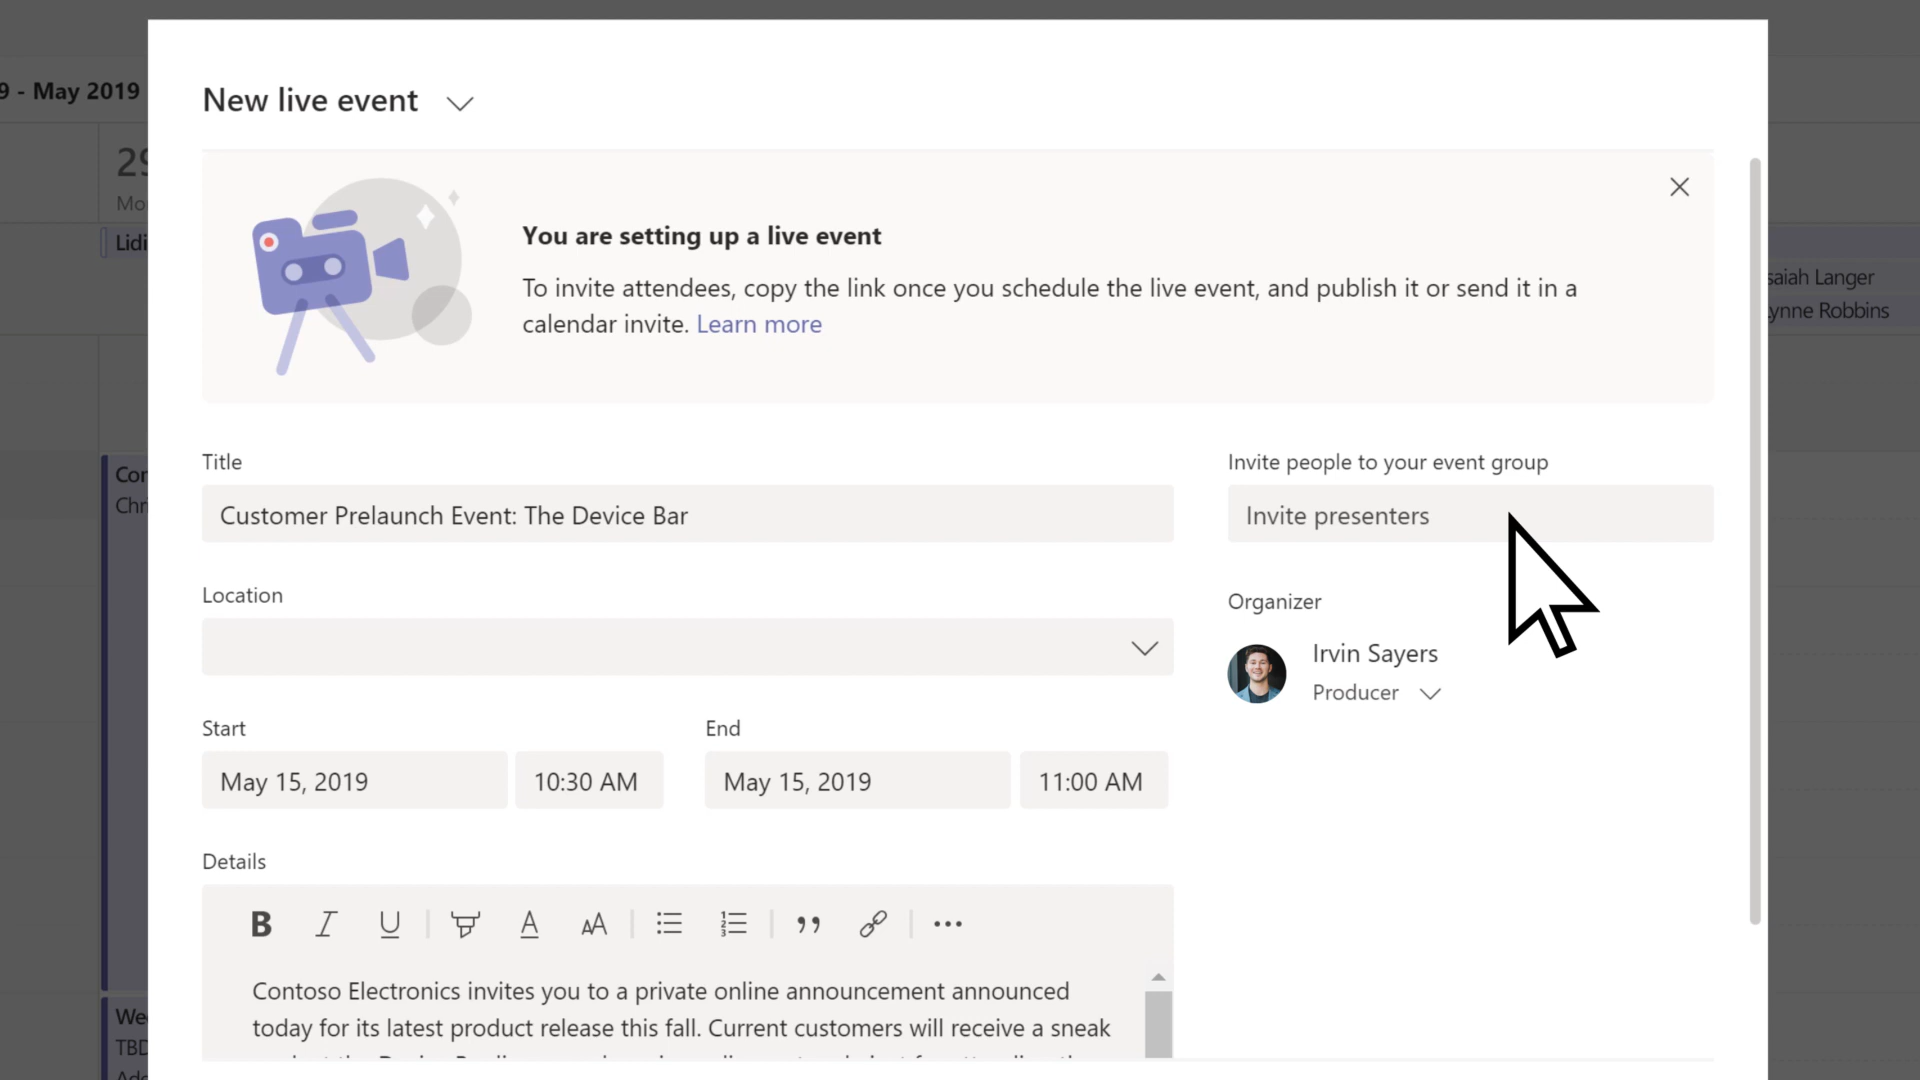 9 - May 2019
New live event
You are setting up a live event
To invite attendees, copy the link once you schedule the live event, and publish it or send it in a
calendar invite. Learn more
saiah Langer
ynne Robbins
Title
Invite people to your event group
Customer Prelaunch Event: The Device Bar
Invite presenters
Location
Organizer
Irvin Sayers
Producer
Start
End
May 15, 2019
10:30 AM
May 15, 2019
11:00 AM
Details
B I U A AA
Contoso Electronics invites you to a private online announcement announced
today for its latest product release this fall. Current customers will receive a sneak
29
Mo
Lidi
Cor
Chri
We
TBD